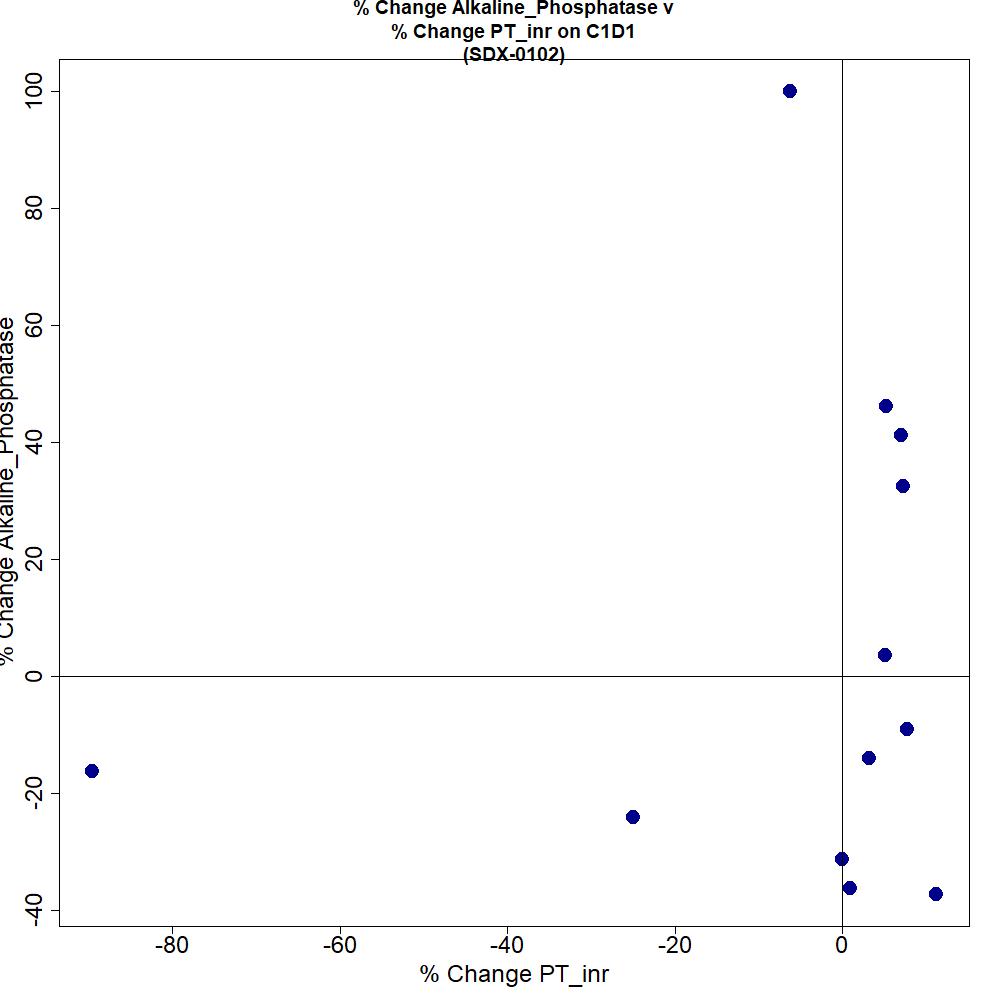 % Change Alkaline_Phosphatase v
% Change PT_inr on C1D1
(SDX-0102)
% Change Alkaline_Phosphatase
100
80
60
40
20
0
-20
-40
-80
-60
-40
-20
0
% Change PT_inr